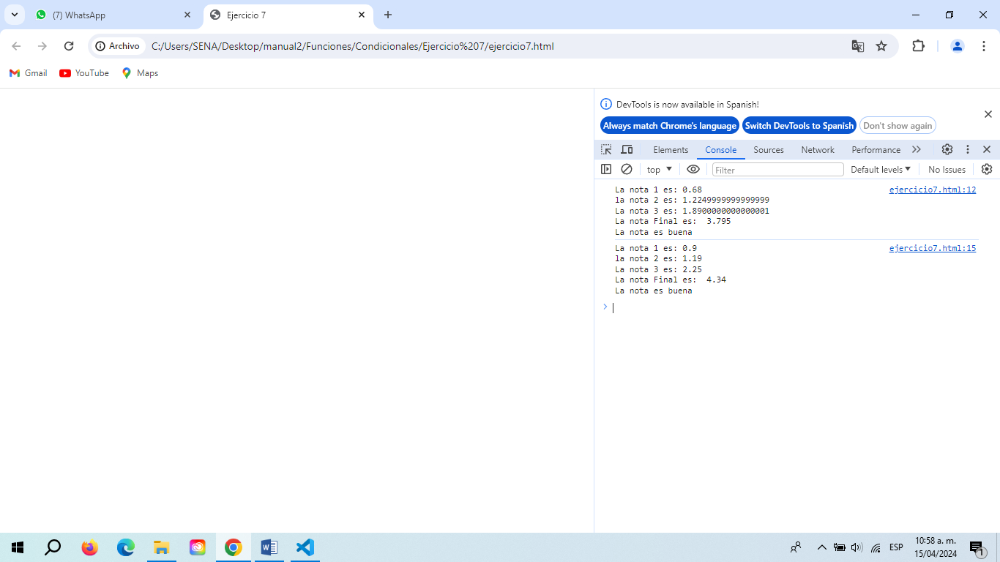 (7) WhatsApp
Ejercicio 7
Archivo
C:/Users/SENA/Desktop/manual2/Funciones/Condicionales/Ejercicio%207/ejercicio7.html
Gmail
YouTube
Maps
DevTools is now available in Spanish!
Always match Chrome's language
Switch DevTools to Spanish
Don't show again
Elements
Console
Sources
Network
Performance
top
Filter
Default levels
No Issues
La nota 1 es: 0.68 ejercicio7.html:12
la nota 2 es: 1.2249999999999999
La nota 3 es: 1.8900000000000001
La nota Final es:  3.795
La nota es buena
La nota 1 es: 0.9 ejercicio7.html:15
la nota 2 es: 1.19
La nota 3 es: 2.25
La nota Final es:  4.34
La nota es buena
ESP
10:58 a. m.
15/04/2024
1